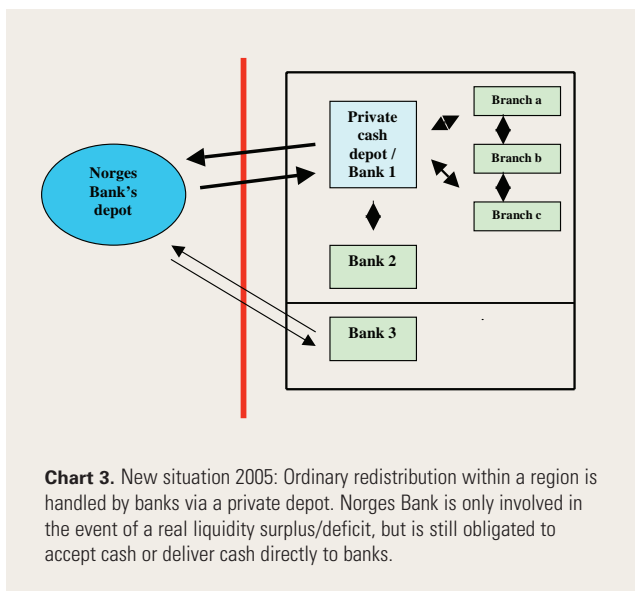 Norges
Bank's
depot
Private
cash
depot /
Bank 1
Branch a
Branch b
Branch c
Bank 2
Bank 3
Chart 3. New situation 2005: Ordinary redistribution within a region is
handled by banks via a private depot. Norges Bank is only involved in
the event of a real liquidity surplus/deficit, but is still obligated to
accept cash or deliver cash directly to banks.